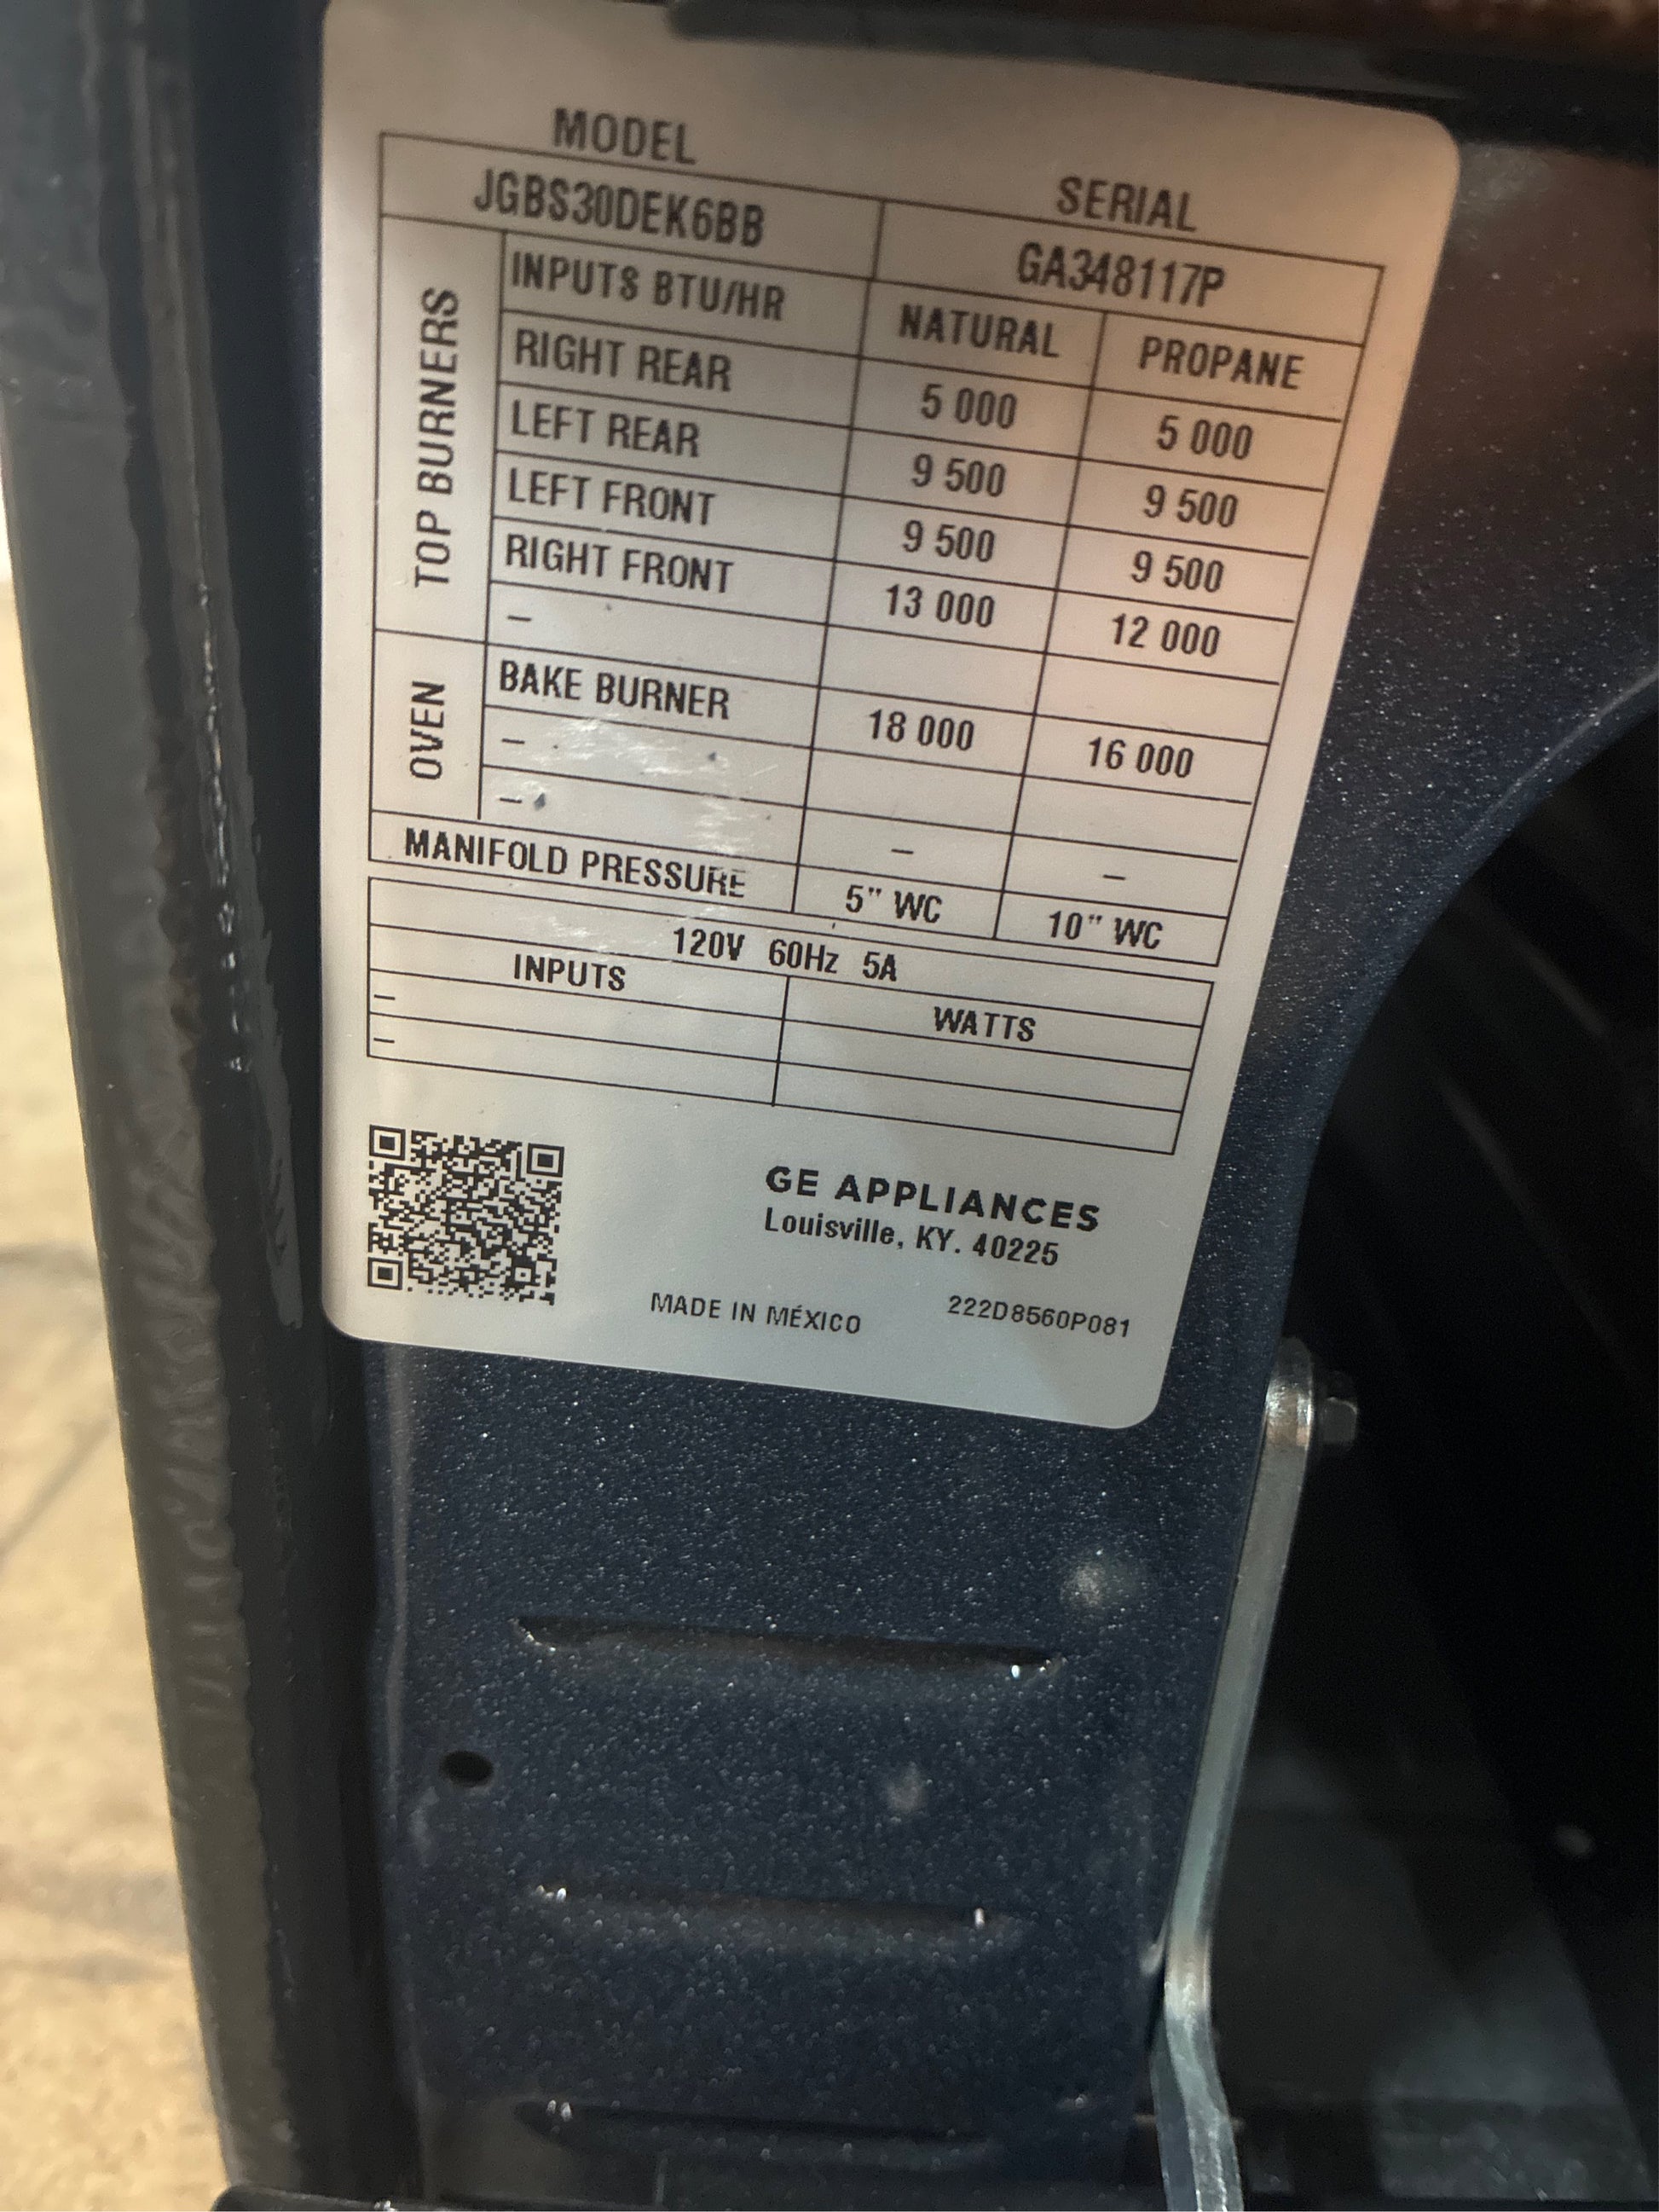 MODEL SERIAL
JGBS30DEK6BB GA348117P
TOP BURNERS
INPUTS BTU/HR NATURAL PROPANE
RIGHT REAR 5 000 5 000
LEFT REAR 9 500 9 500
LEFT FRONT 9 500 9 500
RIGHT FRONT 13 000 12 000
–
OVEN
BAKE BURNER 18 000 16 000
–
– – –
MANIFOLD PRESSURE 5" WC 10" WC
120V 60Hz 5A
INPUTS WATTS
–
–
GE APPLIANCES
Louisville, KY. 40225
MADE IN MÉXICO 222D8560P081